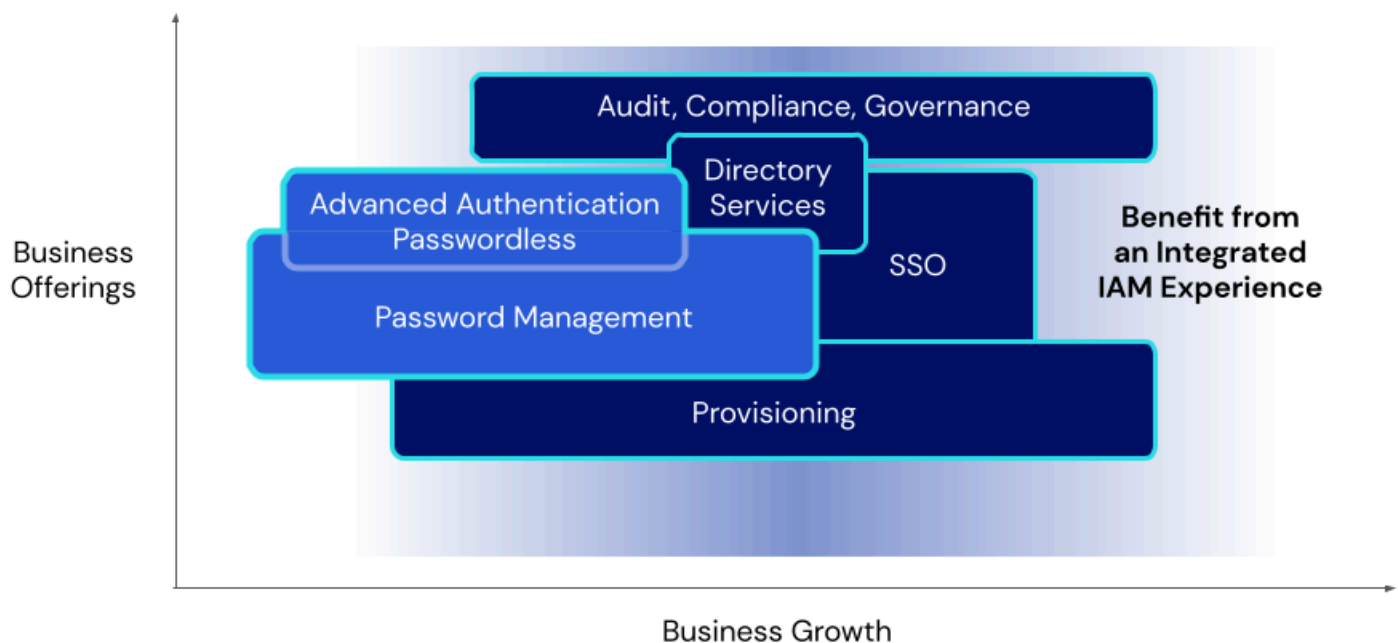 Audit, Compliance, Governance
Directory
Services
Advanced Authentication
Passwordless
Benefit from
an Integrated
IAM Experience
Business
Offerings
SSO
Password Management
Provisioning
Business Growth